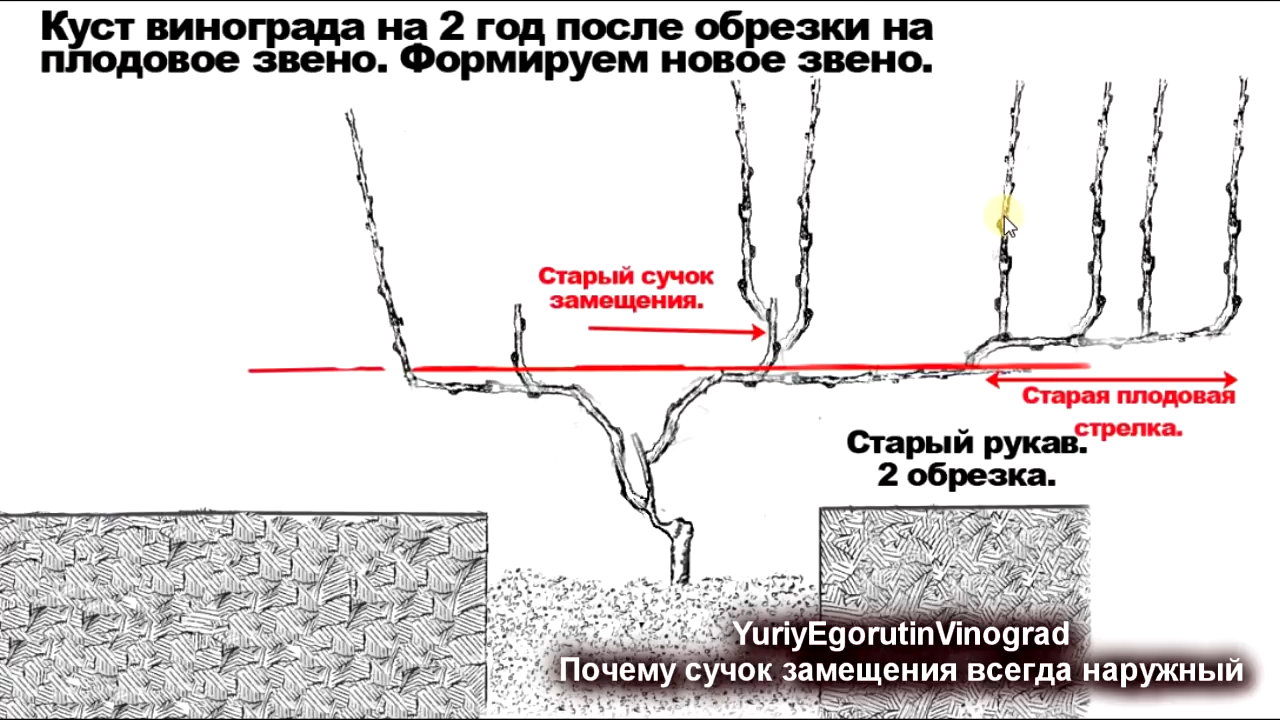 Куст винограда на 2 год после обрезки на
плодовое звено. Формируем новое звено.
Старый сучок
замещения.
Старая плодовая
стрелка.
Старый рукав.
2 обрезка.
YuriyEgorutinVinograd
Почему сучок замещения всегда наружный